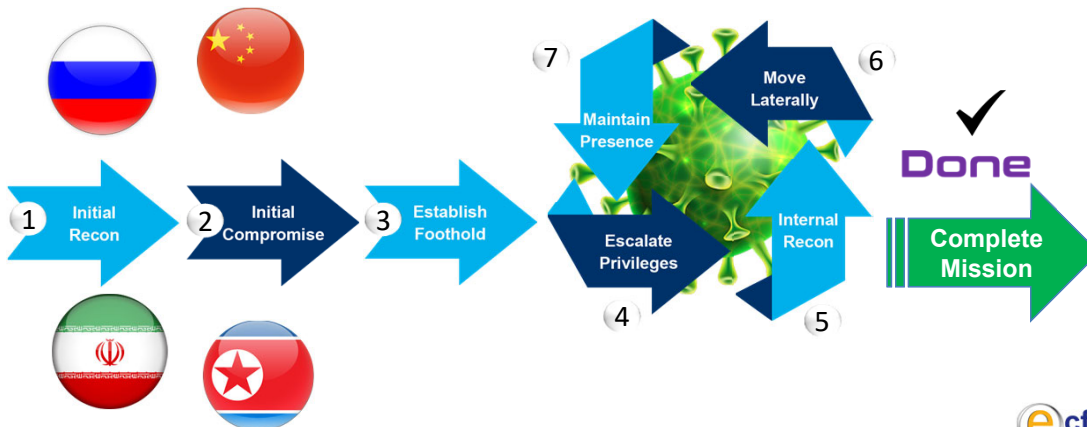 1
Initial
Recon
2
Initial
Compromise
3
Establish
Foothold
4
Escalate
Privileges
5
Internal
Recon
6
Move
Laterally
7
Maintain
Presence
Done
Complete
Mission